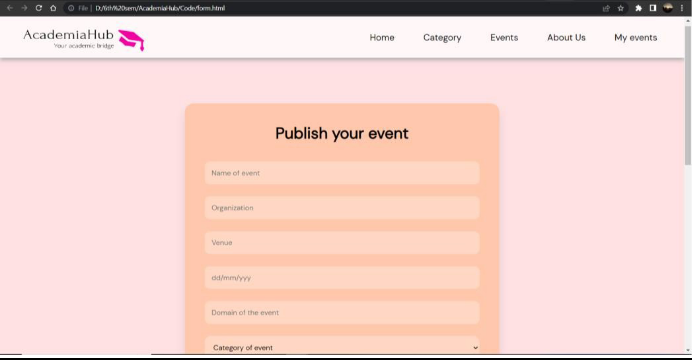 File | D:/6th%20sem/AcademiaHub/Code/form.html
AcademiaHub
Your academic bridge
Home Category Events About Us My events
Publish your event
Name of event
Organization
Venue
dd/mm/yyy
Domain of the event
Category of event